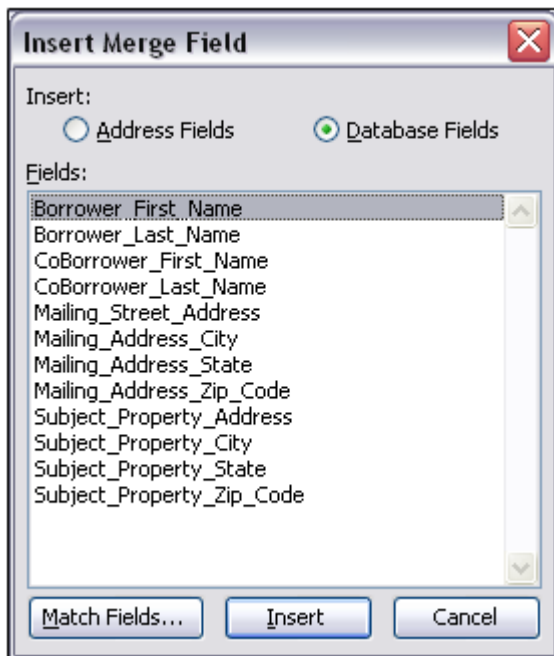 Insert Merge Field
Insert:
Address Fields Database Fields
Fields:
Borrower_First_Name
Borrower_Last_Name
CoBorrower_First_Name
CoBorrower_Last_Name
Mailing_Street_Address
Mailing_Address_City
Mailing_Address_State
Mailing_Address_Zip_Code
Subject_Property_Address
Subject_Property_City
Subject_Property_State
Subject_Property_Zip_Code
Match Fields... Insert Cancel